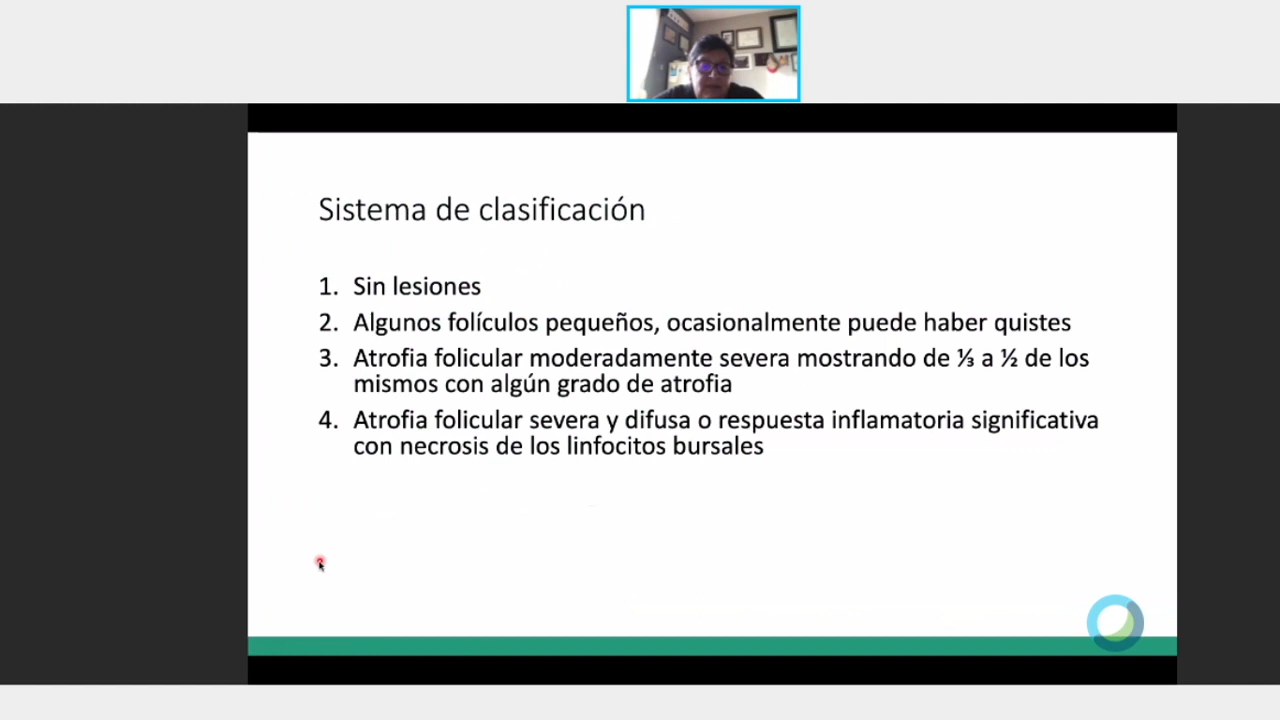 Sistema de clasificación
1. Sin lesiones
2. Algunos folículos pequeños, ocasionalmente puede haber quistes
3. Atrofia folicular moderadamente severa mostrando de ⅓ a ½ de los
mismos con algún grado de atrofia
4. Atrofia folicular severa y difusa o respuesta inflamatoria significativa
con necrosis de los linfocitos bursales